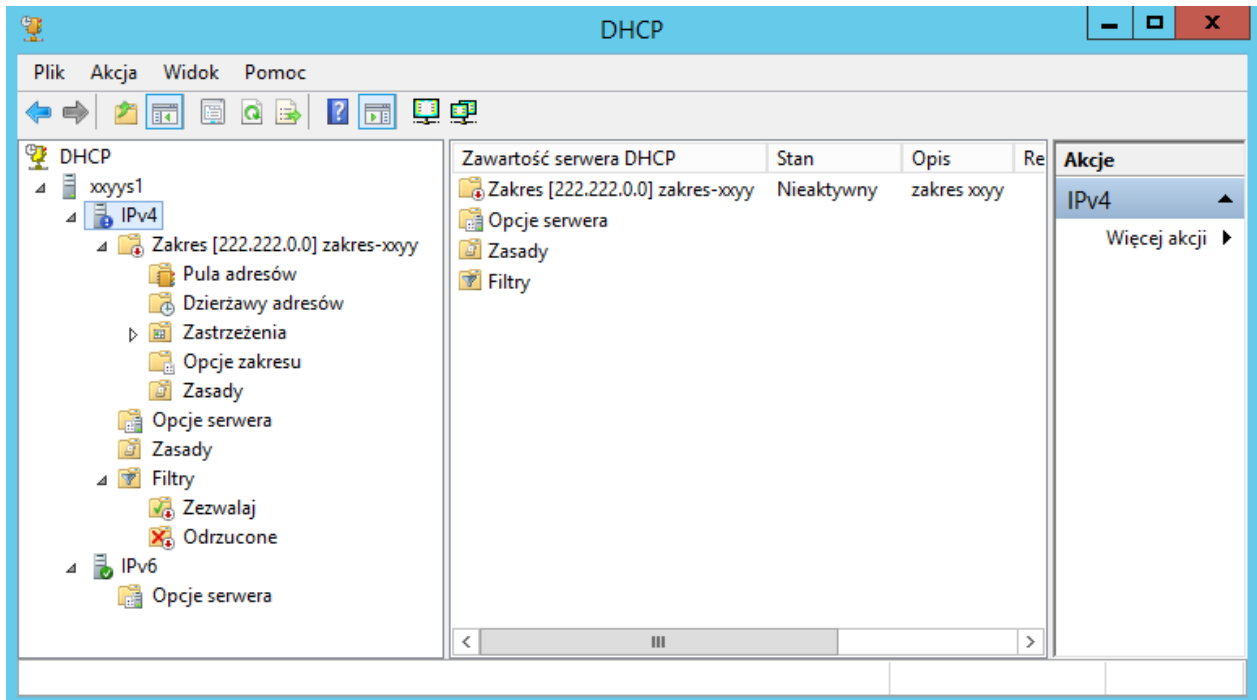 DHCP
Plik Akcja Widok Pomoc
DHCP
xxyys1
IPv4
Zakres [222.222.0.0] zakres-xxyy
Pula adresów
Dzierżawy adresów
Zastrzeżenia
Opcje zakresu
Zasady
Opcje serwera
Zasady
Filtry
Zezwalaj
Odrzucone
IPv6
Opcje serwera
Zawartość serwera DHCP Stan Opis Re
Zakres [222.222.0.0] zakres-xxyy Nieaktywny zakres xxyy
Opcje serwera
Zasady
Filtry
Akcje
IPv4
Więcej akcji